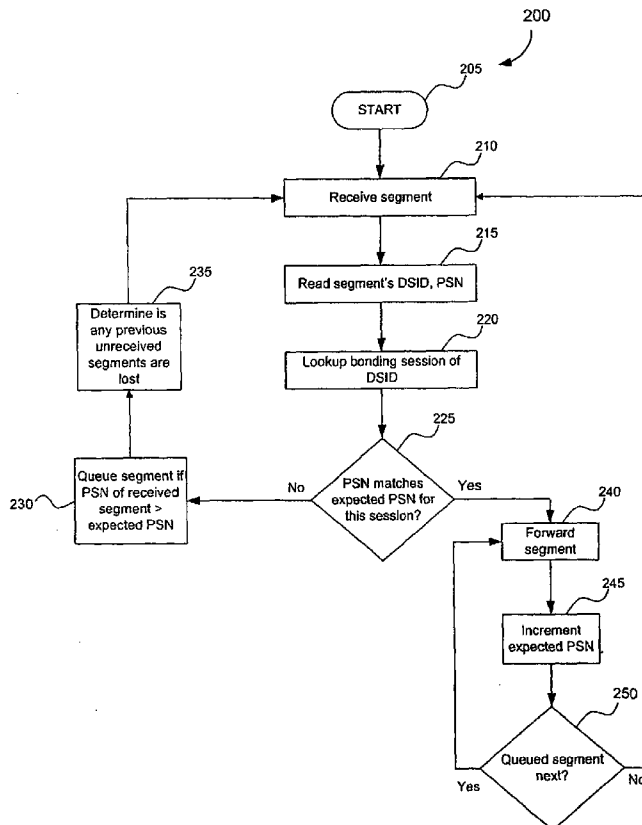 200
205
START
210
Receive segment
215
Read segment's DSID, PSN
220
Lookup bonding session of
DSID
225
PSN matches
expected PSN for
this session?
No
Yes
235
Determine is
any previous
unreceived
segments are
lost
230
Queue segment if
PSN of received
segment >
expected PSN
240
Forward
segment
245
Increment
expected PSN
250
Queued segment
next?
Yes
No